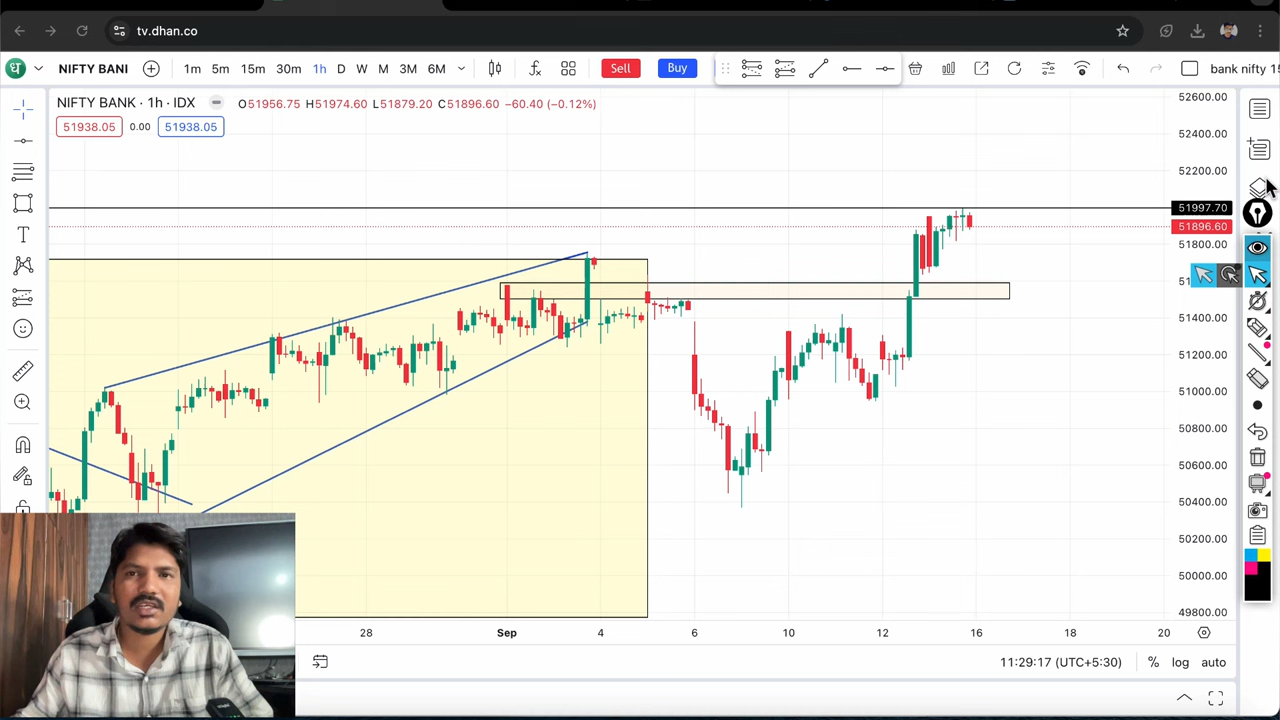 tv.dhan.co
ध NIFTY BANI 1m 5m 15m 30m 1h D W M 3M 6M Sell Buy bank nifty 15
NIFTY BANK · 1h · IDX O51956.75 H51974.60 L51879.20 C51896.60 −60.40 (−0.12%)
51938.05 0.00 51938.05
52600.00
52400.00
52200.00
51997.70
51896.60
51800.00
51400.00
51200.00
51000.00
50800.00
50600.00
50400.00
50200.00
50000.00
49800.00
28 Sep 4 6 10 12 16 18 20
11:29:17 (UTC+5:30) % log auto